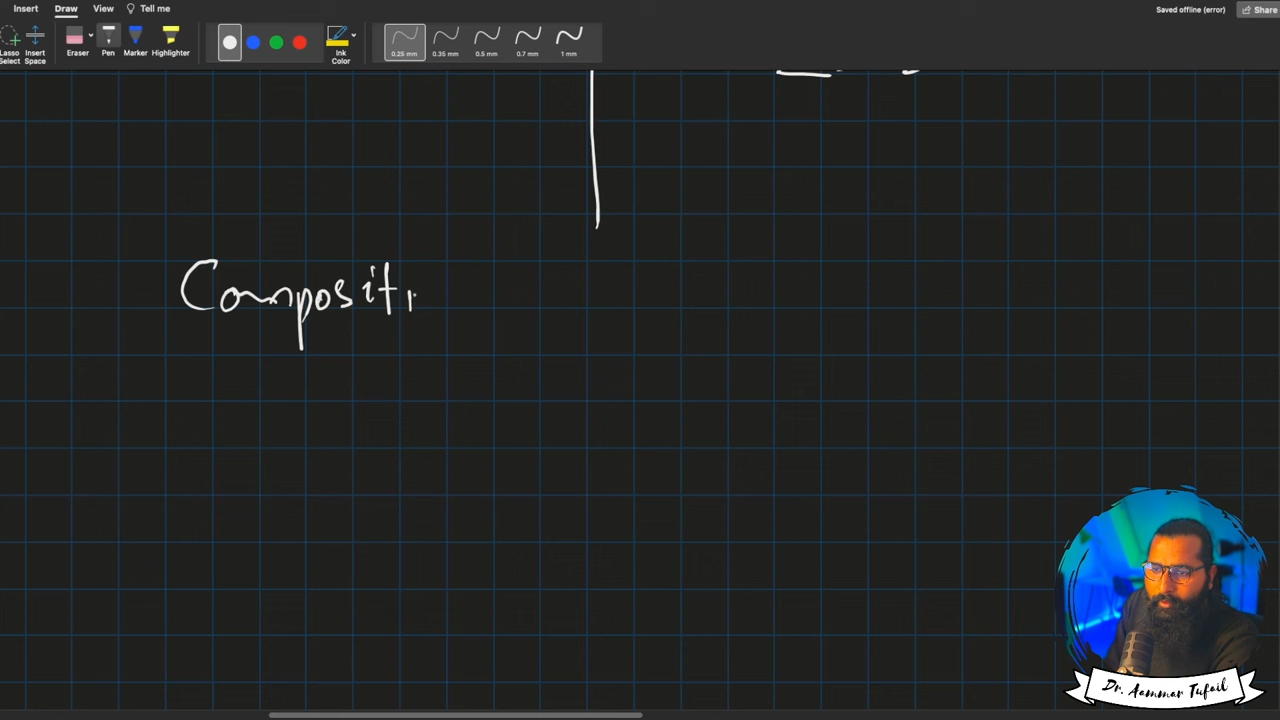 Insert Draw View Tell me
Saved offline (error) Share
Lasso Select
Insert Space
Eraser
Pen
Marker
Highlighter
Ink Color
0.25 mm 0.35 mm 0.5 mm 0.7 mm 1 mm
Compositi
Dr. Aammar Tufail